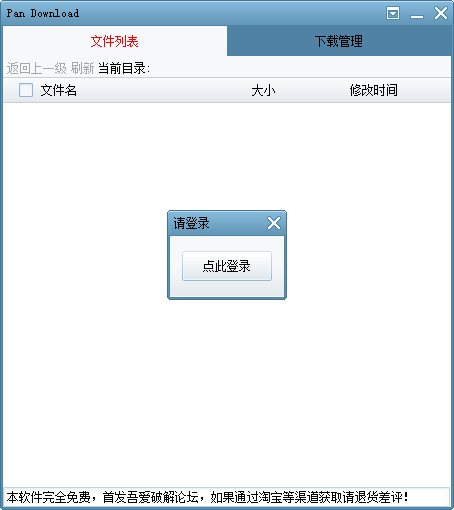 Pan Download
文件列表 下载管理
返回上一级 刷新 当前目录:
文件名 大小 修改时间
请登录
点此登录
本软件完全免费，首发吾爱破解论坛，如果通过淘宝等渠道获取请退货差评！